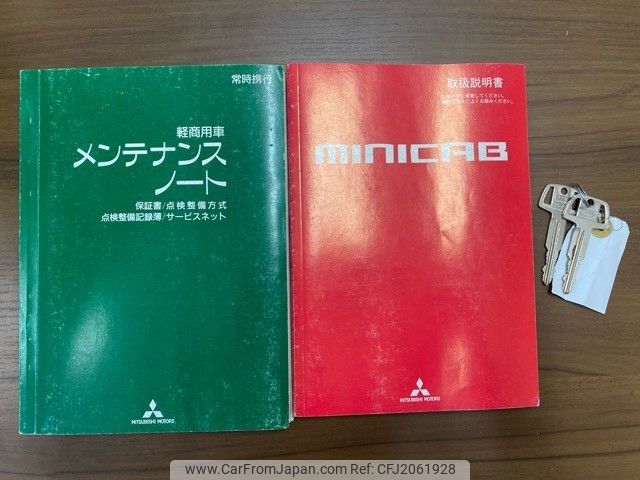 常時携行
軽商用車
メンテナンス
ノート
保証書/点検整備方式
点検整備記録簿/サービスネット
MITSUBISHI MOTORS
取扱説明書
MINICAB
MITSUBISHI MOTORS
www.CarFromJapan.com | CFJ2061928